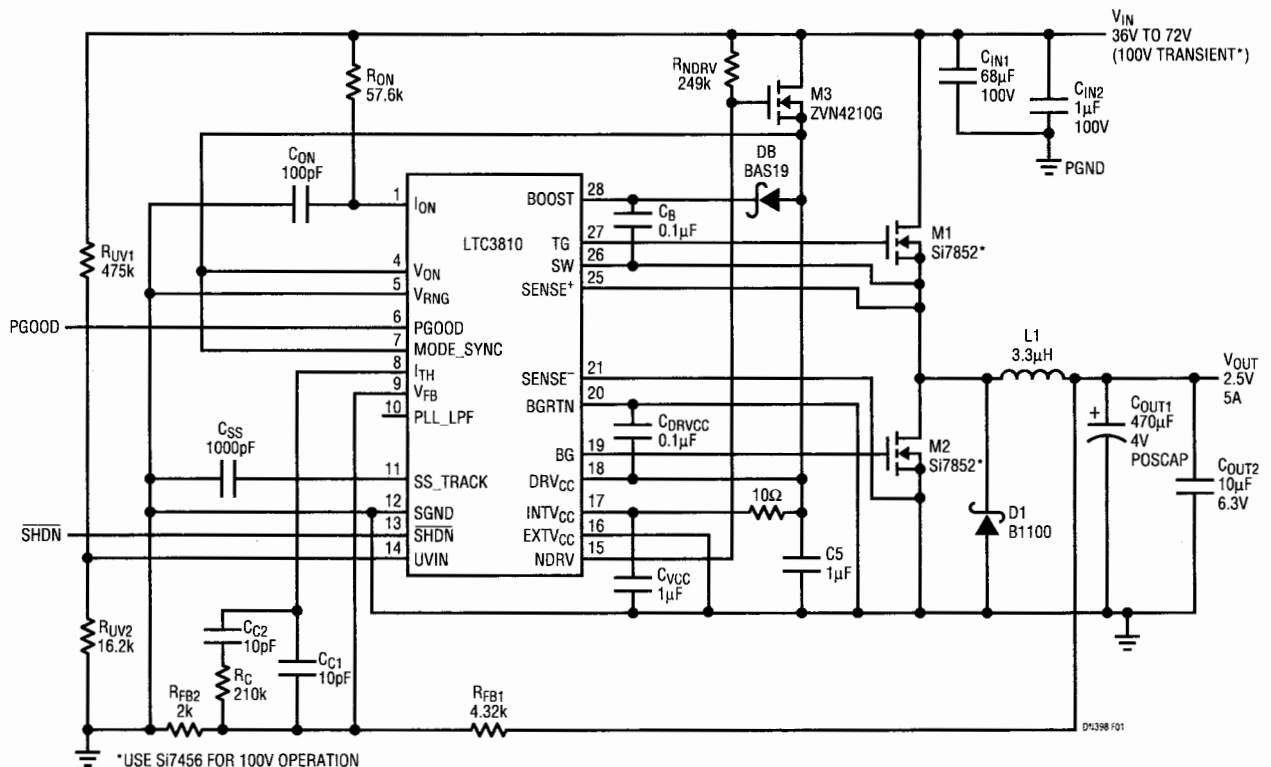 V_IN
36V TO 72V
(100V TRANSIENT*)
R_ON
57.6k
R_NDRV
249k
M3
ZVN4210G
C_IN1
68µF
100V
C_IN2
1µF
100V
PGND
C_ON
100pF
DB
BAS19
1
I_ON
BOOST
28
C_B
0.1µF
LTC3810
TG
27
M1
Si7852*
R_UV1
475k
4
V_ON
SW
26
5
V_RNG
SENSE+
25
PGOOD
6
PGOOD
7
MODE_SYNC
L1
3.3µH
8
I_TH
SENSE–
21
V_OUT
2.5V
5A
9
V_FB
BGRTN
20
10
PLL_LPF
C_DRVCC
0.1µF
C_OUT1
470µF
4V
POSCAP
+
C_SS
1000pF
BG
19
M2
Si7852*
C_OUT2
10µF
6.3V
11
SS_TRACK
DRV_CC
18
12
SGND
INTV_CC
17
10Ω
SHDN
13
SHDN
EXTV_CC
16
D1
B1100
14
UVIN
NDRV
15
C5
1µF
C_VCC
1µF
R_UV2
16.2k
C_C2
10pF
C_C1
10pF
R_C
210k
R_FB2
2k
R_FB1
4.32k
DN398 F01
*USE Si7456 FOR 100V OPERATION